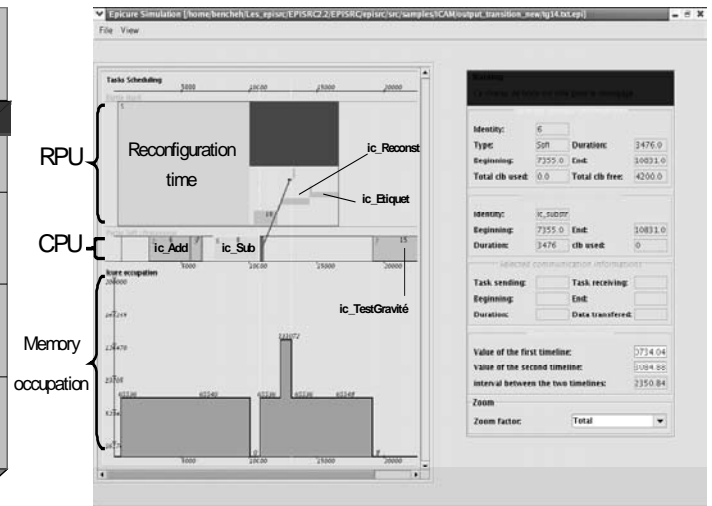 Epicure Simulation [/home/bencheh/Les_episrc/EPISRC2.2/EPISRC/episrc/src/samples/ICAM/output_transition_new/tg14.txt.epi]
File View
Tasks Scheduling
5000 10000 15000 20000
RPU
Reconfiguration
time
ic_Reconst
ic_Etiquet
CPU
ic_Add
ic_Sub
15
20000
ic_TestGravité
Memory
occupation
131072
5000 10000 15000 20000
Identity: 6
Type: Soft Duration: 3476.0
Beginning: 7355.0 End: 10831.0
Total clb used: 0.0 Total clb free: 4200.0
Identity: ic_substr
Beginning: 7355.0 End: 10831.0
Duration: 3476 clb used: 0
Selected communication informations
Task sending: Task receiving:
Beginning: End:
Duration: Data transfered:
Value of the first timeline:
Value of the second timeline:
interval between the two timelines: 2350.84
Zoom
Zoom factor: Total